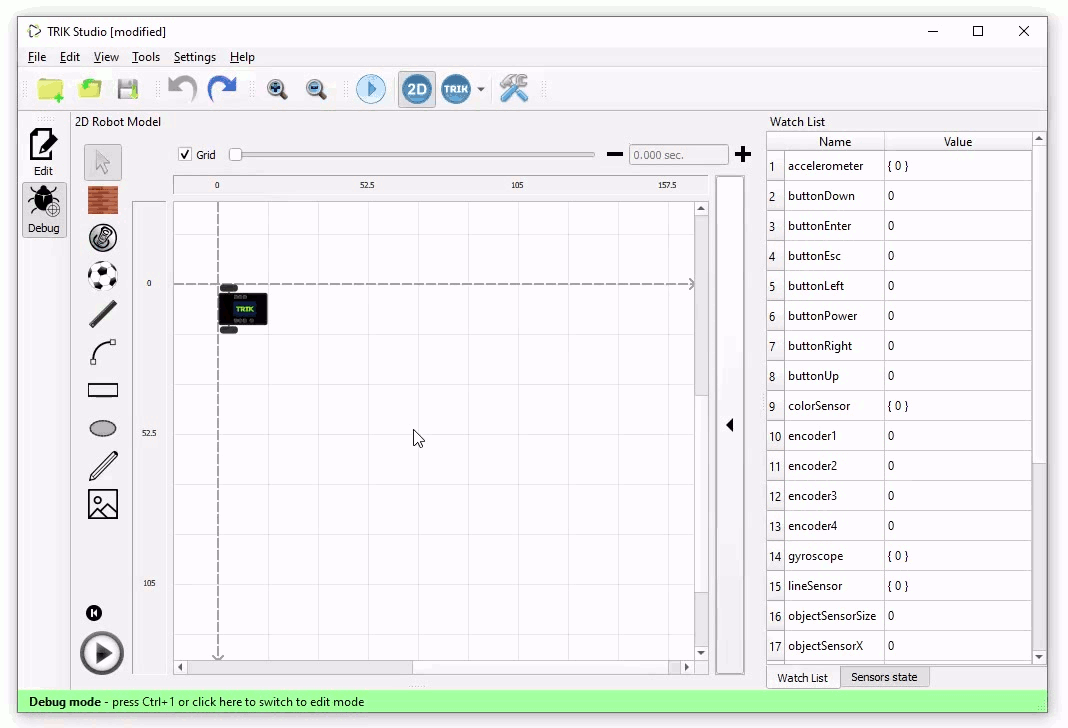 TRIK Studio [modified]
File Edit View Tools Settings Help
2D TRIK
2D Robot Model
Watch List
Edit
Debug
Grid
0.000 sec.
0 52.5 105 157.5
0
52.5
105
TRIK
Name Value
1 accelerometer { 0 }
2 buttonDown 0
3 buttonEnter 0
4 buttonEsc 0
5 buttonLeft 0
6 buttonPower 0
7 buttonRight 0
8 buttonUp 0
9 colorSensor { 0 }
10 encoder1 0
11 encoder2 0
12 encoder3 0
13 encoder4 0
14 gyroscope { 0 }
15 lineSensor { 0 }
16 objectSensorSize 0
17 objectSensorX 0
Watch List Sensors state
Debug mode - press Ctrl+1 or click here to switch to edit mode